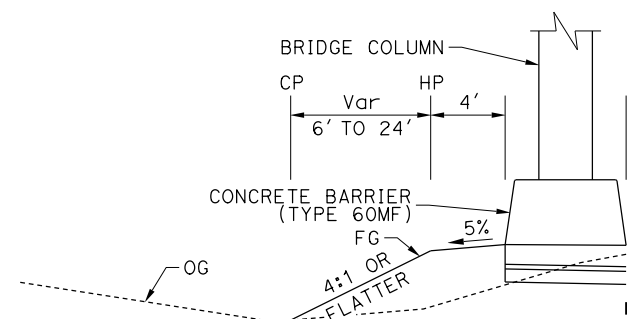 BRIDGE COLUMN
CP
HP
Var
4'
6' TO 24'
CONCRETE BARRIER
(TYPE 60MF)
5%
FG
OG
4:1 OR
FLATTER